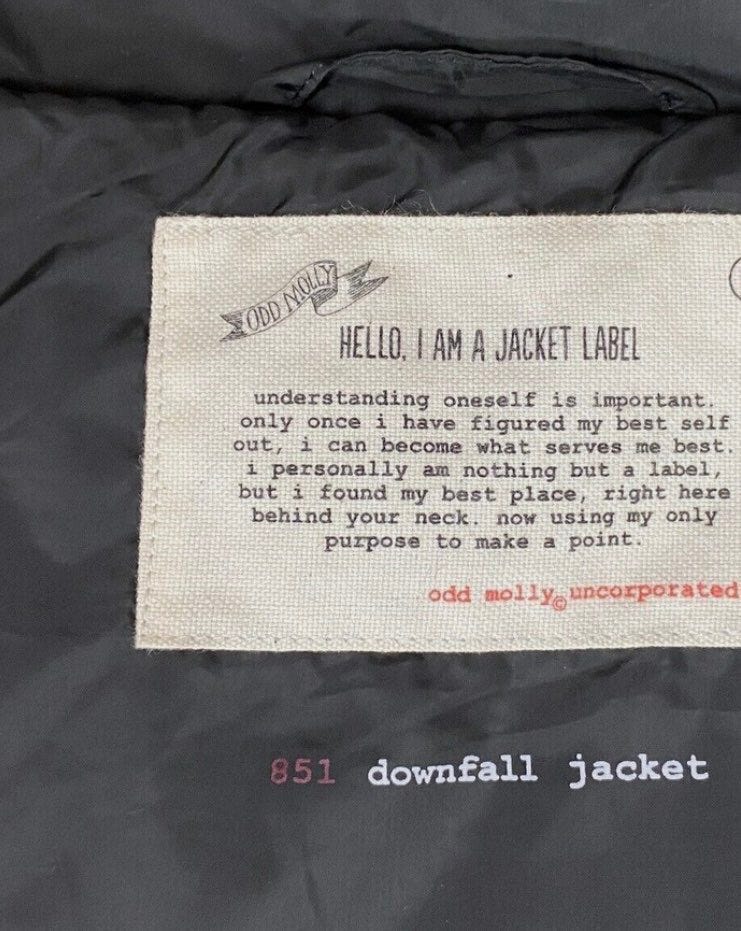 ODD MOLLY
HELLO, I AM A JACKET LABEL
understanding oneself is important.
only once i have figured my best self
out, i can become what serves me best.
i personally am nothing but a label,
but i found my best place, right here
behind your neck. now using my only
purpose to make a point.
odd molly© uncorporated
851 downfall jacket